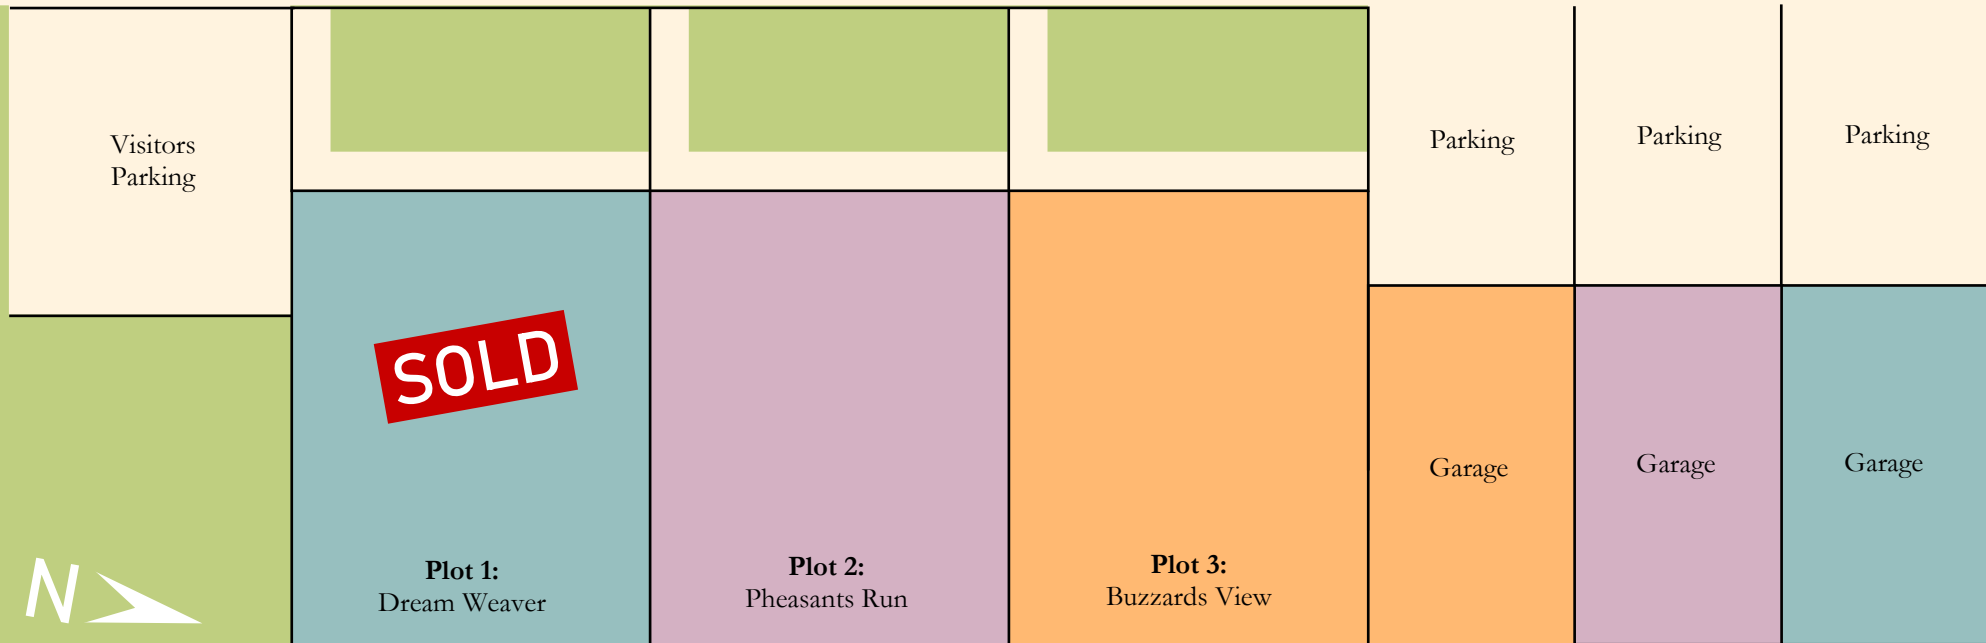 Visitors
Parking
Parking
Parking
Parking
SOLD
Garage
Garage
Garage
Plot 1:
Dream Weaver
Plot 2:
Pheasants Run
Plot 3:
Buzzards View
N